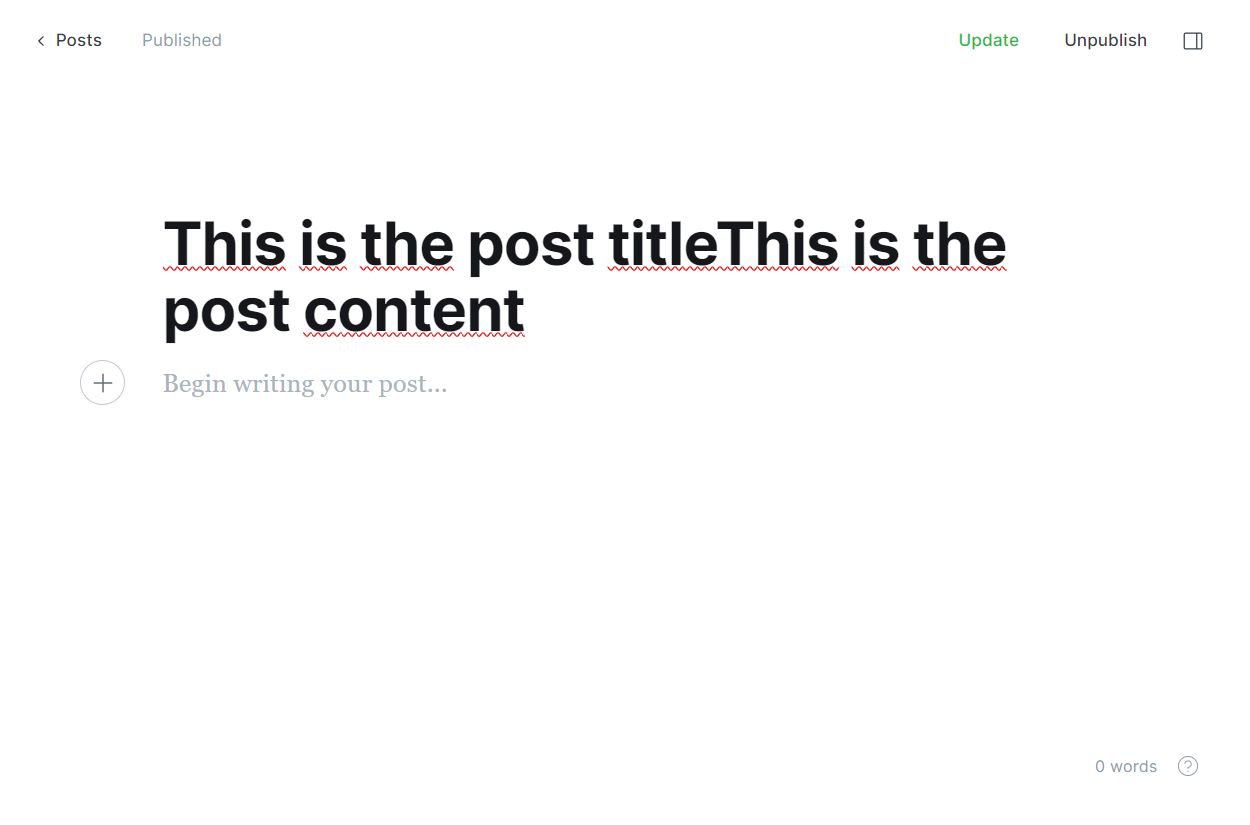 Posts
Published
Update
Unpublish
This is the post titleThis is the
post content
Begin writing your post...
0 words
?